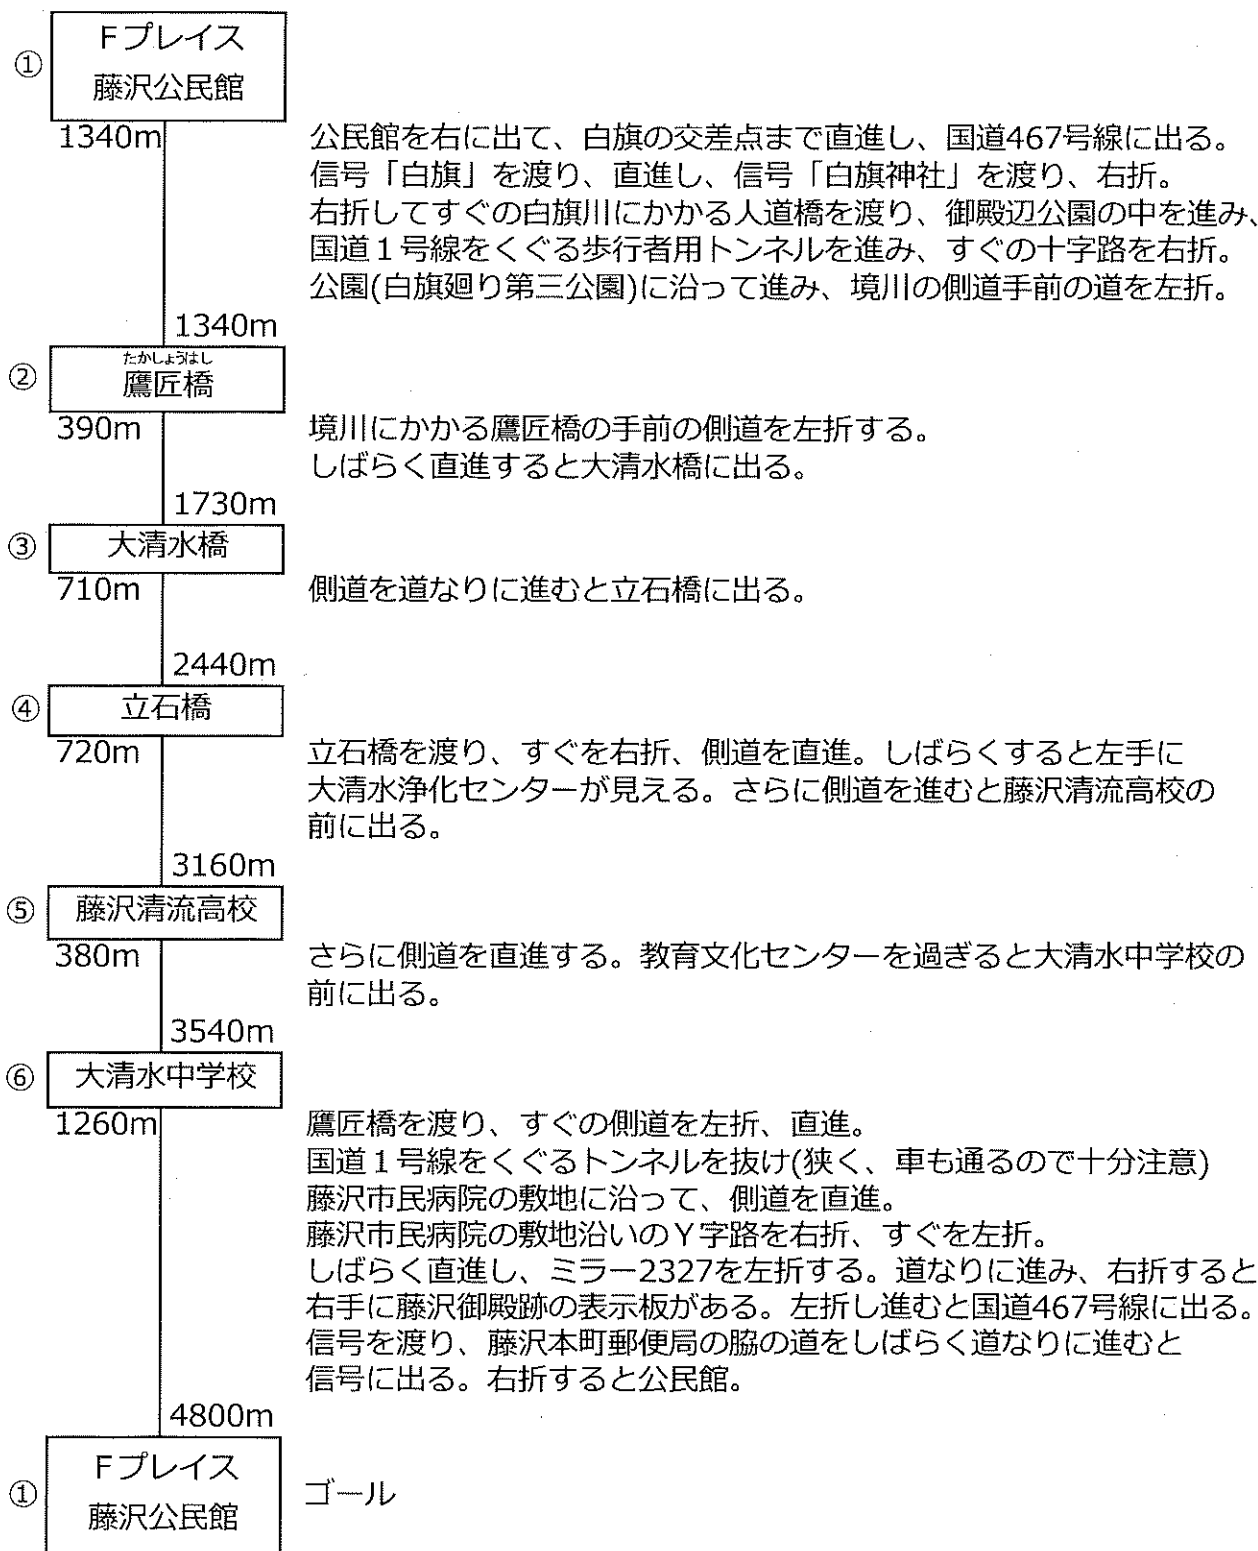 ① Fプレイス
藤沢公民館
1340m 公民館を右に出て、白旗の交差点まで直進し、国道467号線に出る。
信号「白旗」を渡り、直進し、信号「白旗神社」を渡り、右折。
右折してすぐの白旗川にかかる人道橋を渡り、御殿辺公園の中を進み、
国道1号線をくぐる歩行者用トンネルを進み、すぐの十字路を右折。
公園(白旗廻り第三公園)に沿って進み、境川の側道手前の道を左折。
1340m
たかしょうはし
② 鷹匠橋
390m 境川にかかる鷹匠橋の手前の側道を左折する。
しばらく直進すると大清水橋に出る。
1730m
③ 大清水橋
710m 側道を道なりに進むと立石橋に出る。
2440m
④ 立石橋
720m 立石橋を渡り、すぐを右折、側道を直進。しばらくすると左手に
大清水浄化センターが見える。さらに側道を進むと藤沢清流高校の
前に出る。
3160m
⑤ 藤沢清流高校
380m さらに側道を直進する。教育文化センターを過ぎると大清水中学校の
前に出る。
3540m
⑥ 大清水中学校
1260m 鷹匠橋を渡り、すぐの側道を左折、直進。
国道1号線をくぐるトンネルを抜け(狭く、車も通るので十分注意)
藤沢市民病院の敷地に沿って、側道を直進。
藤沢市民病院の敷地沿いのY字路を右折、すぐを左折。
しばらく直進し、ミラー2327を左折する。道なりに進み、右折すると
右手に藤沢御殿跡の表示板がある。左折し進むと国道467号線に出る。
信号を渡り、藤沢本町郵便局の脇の道をしばらく道なりに進むと
信号に出る。右折すると公民館。
4800m
① Fプレイス
藤沢公民館
ゴール